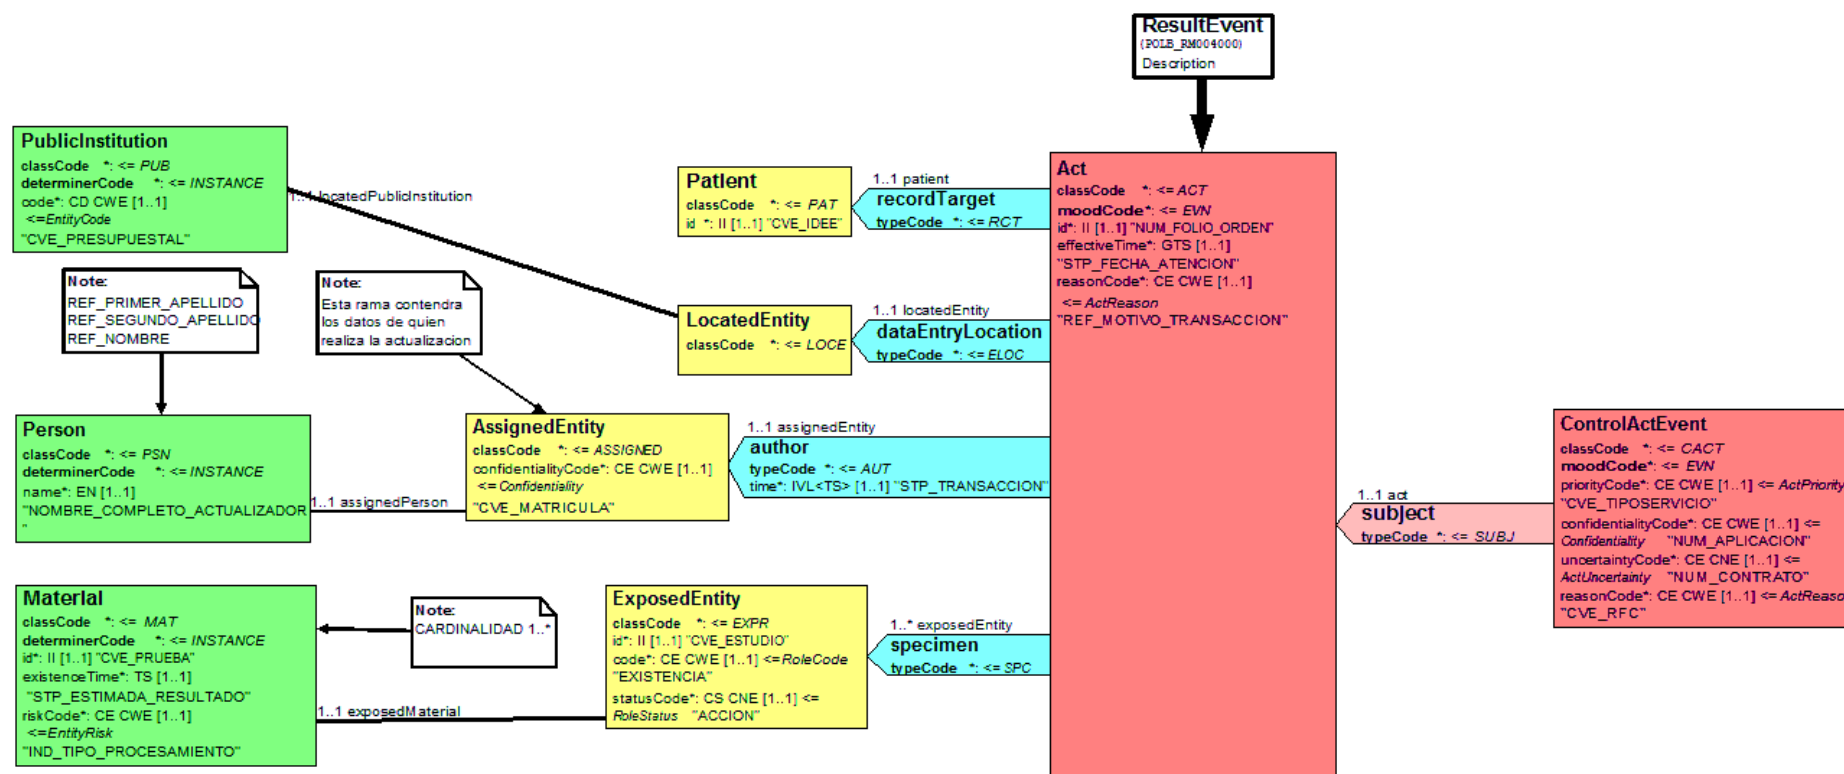 ResultEvent
(POLB_RM004000)
Description
PublicInstitution
classCode *: <= PUB
determinerCode *: <= INSTANCE
code*: CD CWE [1..1]
<=EntityCode
"CVE_PRESUPUESTAL"
1..1 locatedPublicInstitution
Note:
REF_PRIMER_APELLIDO
REF_SEGUNDO_APELLIDO
REF_NOMBRE
Note:
Esta rama contendra
los datos de quien
realiza la actualizacion
Patient
classCode *: <= PAT
id *: II [1..1] "CVE_IDEE"
1..1 patient
recordTarget
typeCode *: <= RCT
LocatedEntity
classCode *: <= LOCE
1..1 locatedEntity
dataEntryLocation
typeCode *: <= ELOC
Act
classCode *: <= ACT
moodCode*: <= EVN
id*: II [1..1] "NUM_FOLIO_ORDEN"
effectiveTime*: GTS [1..1]
"STP_FECHA_ATENCION"
reasonCode*: CE CWE [1..1]
<= ActReason
"REF_MOTIVO_TRANSACCION"
Person
classCode *: <= PSN
determinerCode *: <= INSTANCE
name*: EN [1..1]
"NOMBRE_COMPLETO_ACTUALIZADOR
"
1..1 assignedPerson
AssignedEntity
classCode *: <= ASSIGNED
confidentialityCode*: CE CWE [1..1]
<= Confidentiality
"CVE_MATRICULA"
1..1 assignedEntity
author
typeCode *: <= AUT
time*: IVL<TS> [1..1] "STP_TRANSACCION"
ControlActEvent
classCode *: <= CACT
moodCode*: <= EVN
priorityCode*: CE CWE [1..1] <= ActPriority
"CVE_TIPOSERVICIO"
confidentialityCode*: CE CWE [1..1] <=
Confidentiality "NUM_APLICACION"
uncertaintyCode*: CE CNE [1..1] <=
ActUncertainty "NUM_CONTRATO"
reasonCode*: CE CWE [1..1] <= ActReason
"CVE_RFC"
1..1 act
subject
typeCode *: <= SUBJ
Material
classCode *: <= MAT
determinerCode *: <= INSTANCE
id*: II [1..1] "CVE_PRUEBA"
existenceTime*: TS [1..1]
"STP_ESTIMADA_RESULTADO"
riskCode*: CE CWE [1..1]
<=EntityRisk
"IND_TIPO_PROCESAMIENTO"
1..1 exposedMaterial
Note:
CARDINALIDAD 1..*
ExposedEntity
classCode *: <= EXPR
id*: II [1..1] "CVE_ESTUDIO"
code*: CE CWE [1..1] <=RoleCode
"EXISTENCIA"
statusCode*: CS CNE [1..1] <=
RoleStatus "ACCION"
1..* exposedEntity
specimen
typeCode *: <= SPC